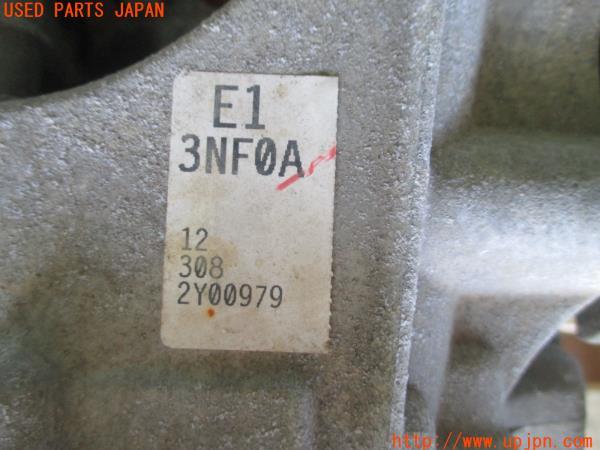 USED PARTS JAPAN
E1
3NF0A
12
308
2Y00979
http://www.upjpn.com/